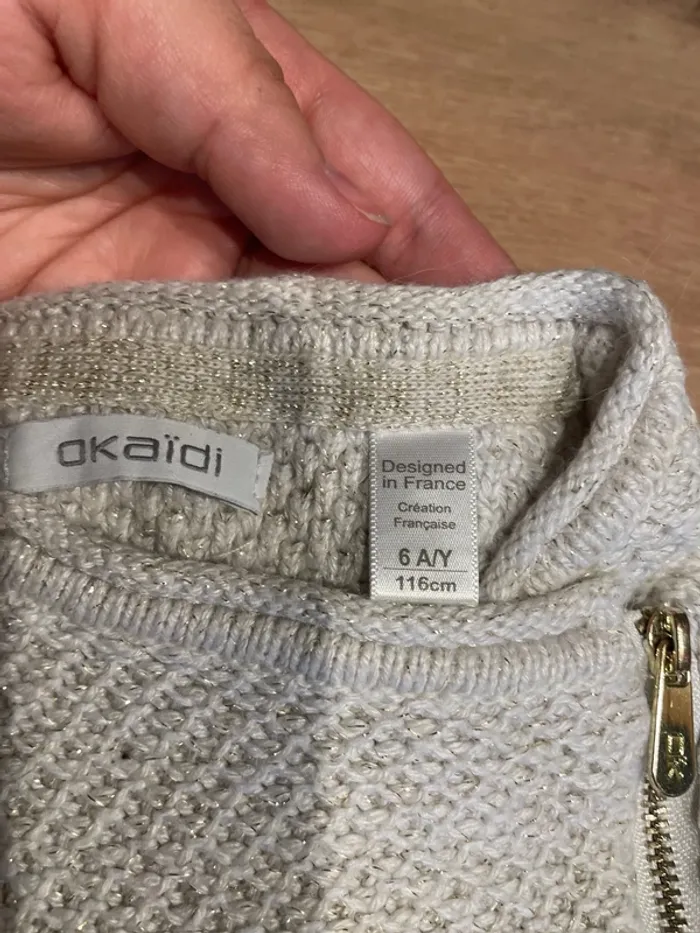 OKAÏDI
Designed
in France
Création
Française
6 A/Y
116cm